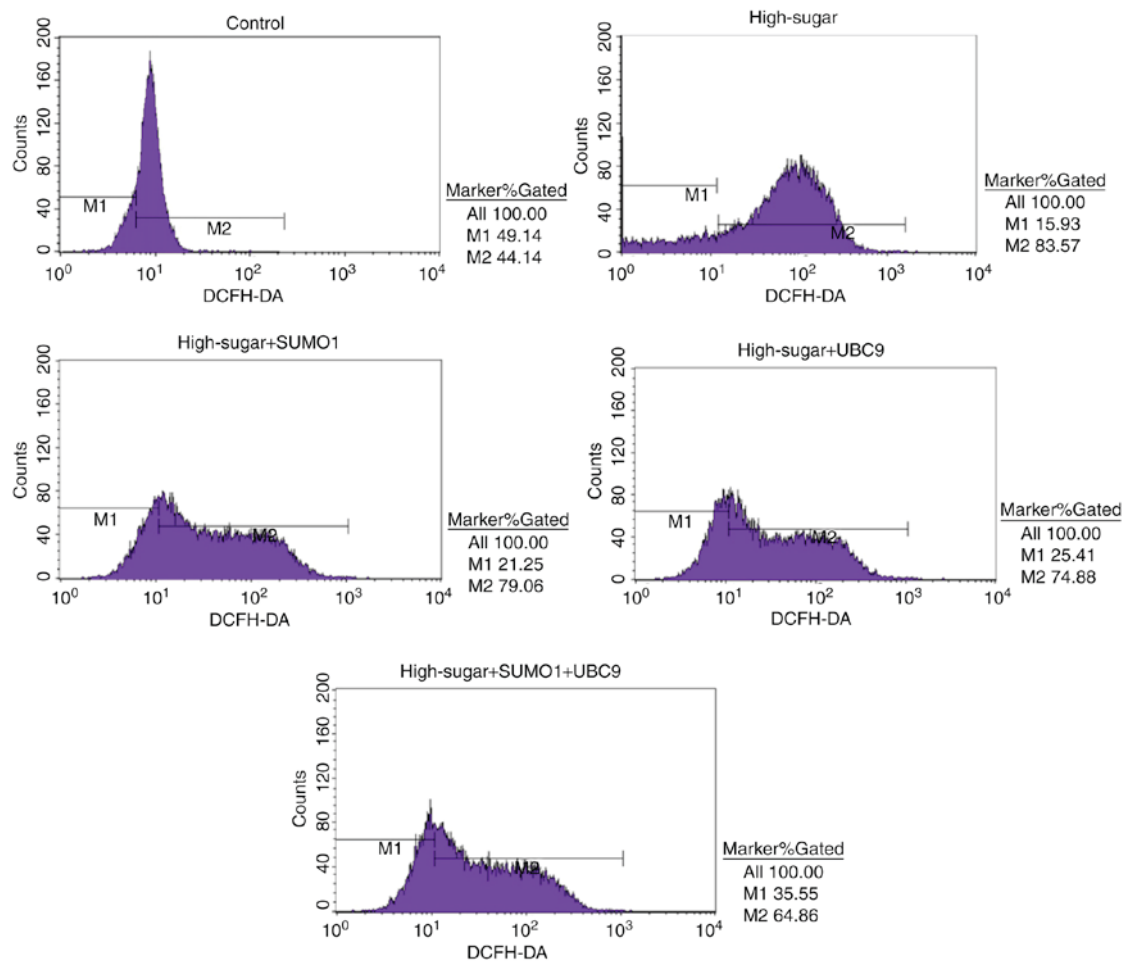 Control
200
160
120
80
40
0
Counts
M1
M2
10^0 10^1 10^2 10^3 10^4
DCFH-DA
Marker%Gated
All 100.00
M1 49.14
M2 44.14
High-sugar
200
160
120
80
40
0
Counts
M1
M2
10^0 10^1 10^2 10^3 10^4
DCFH-DA
Marker%Gated
All 100.00
M1 15.93
M2 83.57
High-sugar+SUMO1
200
160
120
80
40
0
Counts
M1
M2
10^0 10^1 10^2 10^3 10^4
DCFH-DA
Marker%Gated
All 100.00
M1 21.25
M2 79.06
High-sugar+UBC9
200
160
120
80
40
0
Counts
M1
M2
10^0 10^1 10^2 10^3 10^4
DCFH-DA
Marker%Gated
All 100.00
M1 25.41
M2 74.88
High-sugar+SUMO1+UBC9
200
160
120
80
40
0
Counts
M1
M2
10^0 10^1 10^2 10^3 10^4
DCFH-DA
Marker%Gated
All 100.00
M1 35.55
M2 64.86